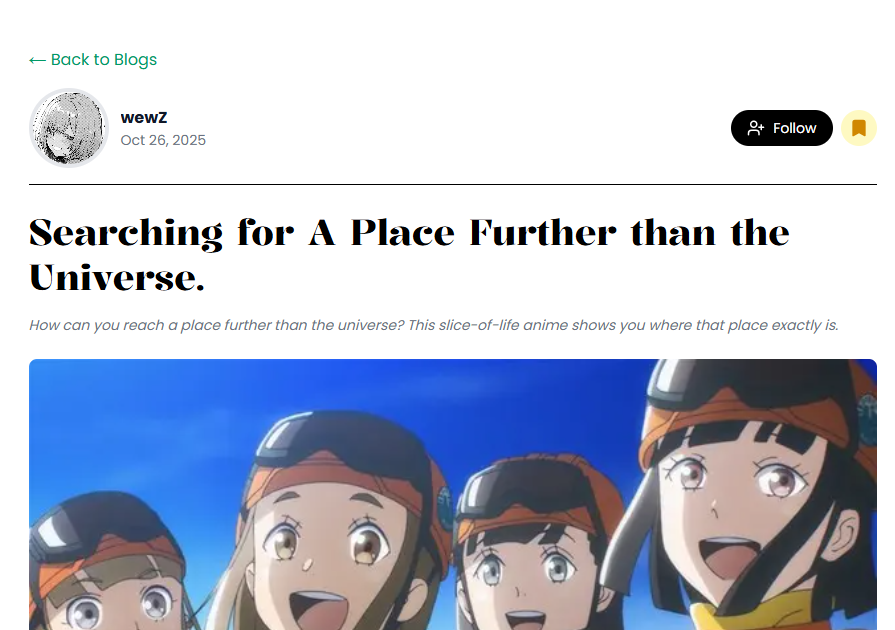 ← Back to Blogs
wewZ
Oct 26, 2025
Follow
Searching for A Place Further than the
Universe.
How can you reach a place further than the universe? This slice-of-life anime shows you where that place exactly is.